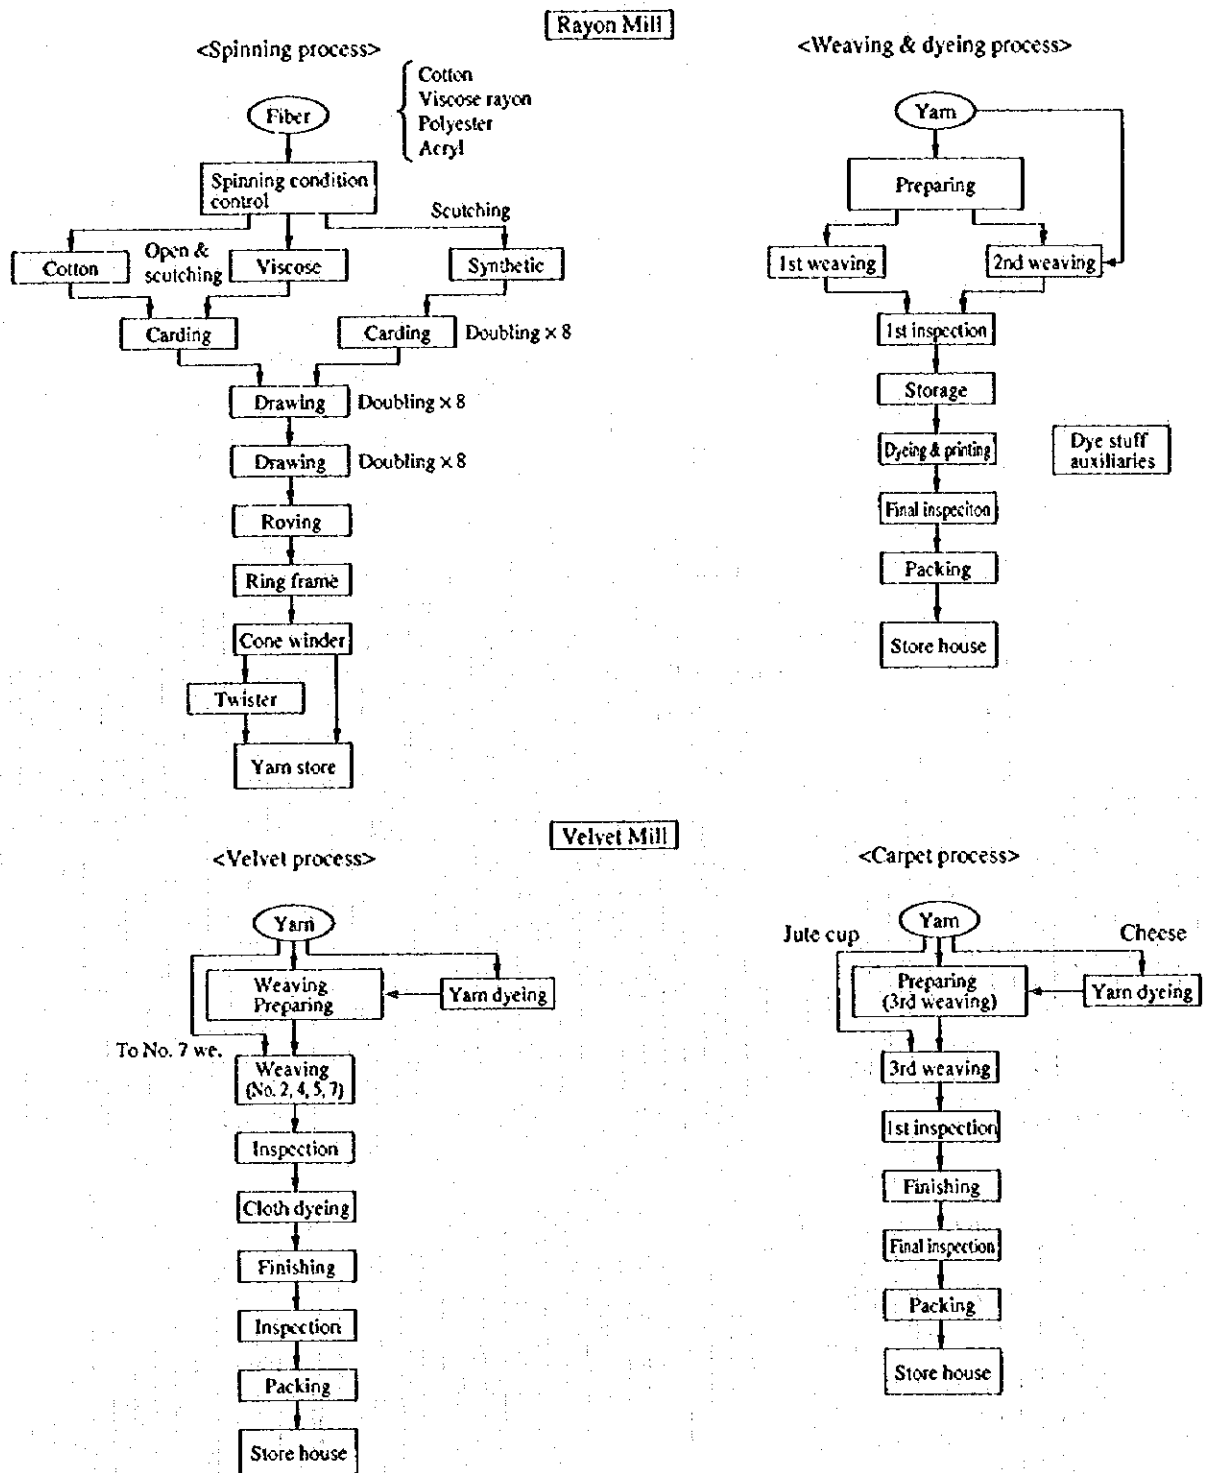 Rayon Mill
<Spinning process>
Fiber
Cotton
Viscose rayon
Polyester
Acryl
Spinning condition
control
Scutching
Cotton
Open &
scutching
Viscose
Synthetic
Carding
Carding
Doubling × 8
Drawing
Doubling × 8
Drawing
Doubling × 8
Roving
Ring frame
Cone winder
Twister
Yarn store
<Weaving & dyeing process>
Yarn
Preparing
1st weaving
2nd weaving
1st inspection
Storage
Dyeing & printing
Dye stuff
auxiliaries
Final inspeciton
Packing
Store house
Velvet Mill
<Velvet process>
Yarn
Weaving
Preparing
Yarn dyeing
To No. 7 we.
Weaving
(No. 2, 4, 5, 7)
Inspection
Cloth dyeing
Finishing
Inspection
Packing
Store house
<Carpet process>
Yarn
Jute cup
Cheese
Preparing
(3rd weaving)
Yarn dyeing
3rd weaving
1st inspection
Finishing
Final inspection
Packing
Store house